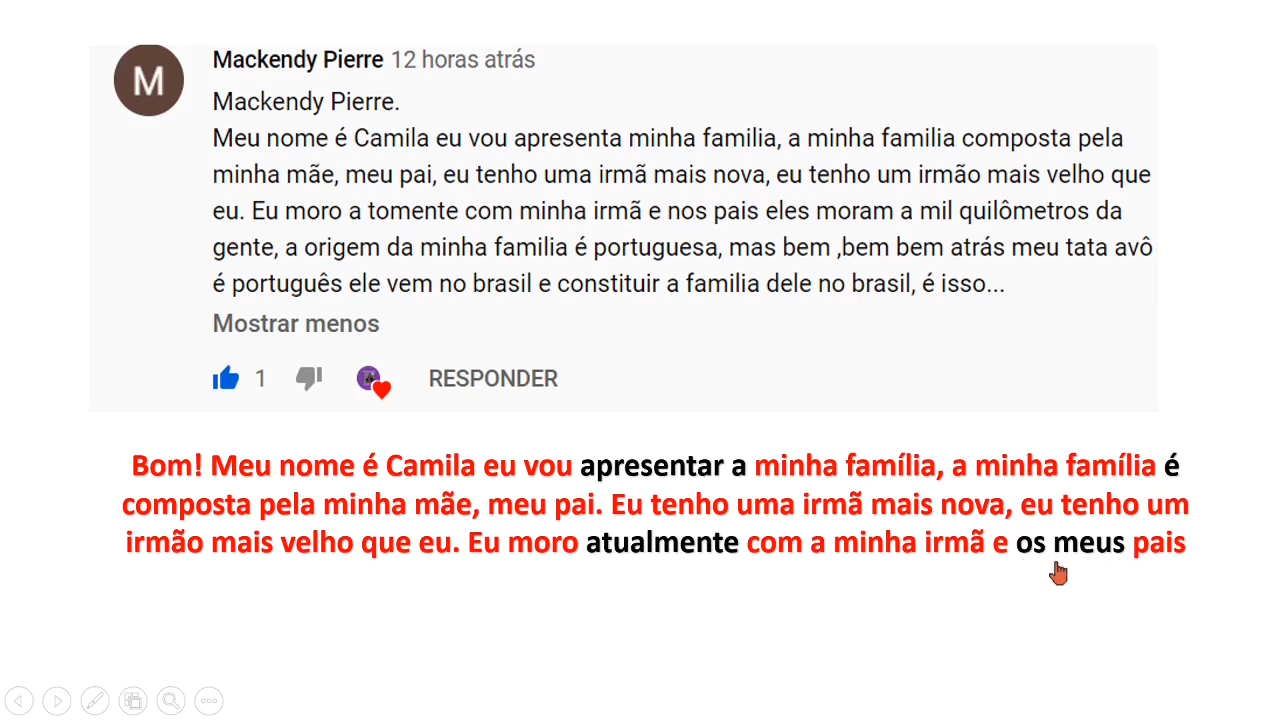 M
Mackendy Pierre 12 horas atrás
Mackendy Pierre.
Meu nome é Camila eu vou apresenta minha familia, a minha familia composta pela
minha mãe, meu pai, eu tenho uma irmã mais nova, eu tenho um irmão mais velho que
eu. Eu moro a tomente com minha irmã e nos pais eles moram a mil quilômetros da
gente, a origem da minha familia é portuguesa, mas bem ,bem bem atrás meu tata avô
é português ele vem no brasil e constituir a familia dele no brasil, é isso...
Mostrar menos
1 RESPONDER
Bom! Meu nome é Camila eu vou apresentar a minha família, a minha família é
composta pela minha mãe, meu pai. Eu tenho uma irmã mais nova, eu tenho um
irmão mais velho que eu. Eu moro atualmente com a minha irmã e os meus pais